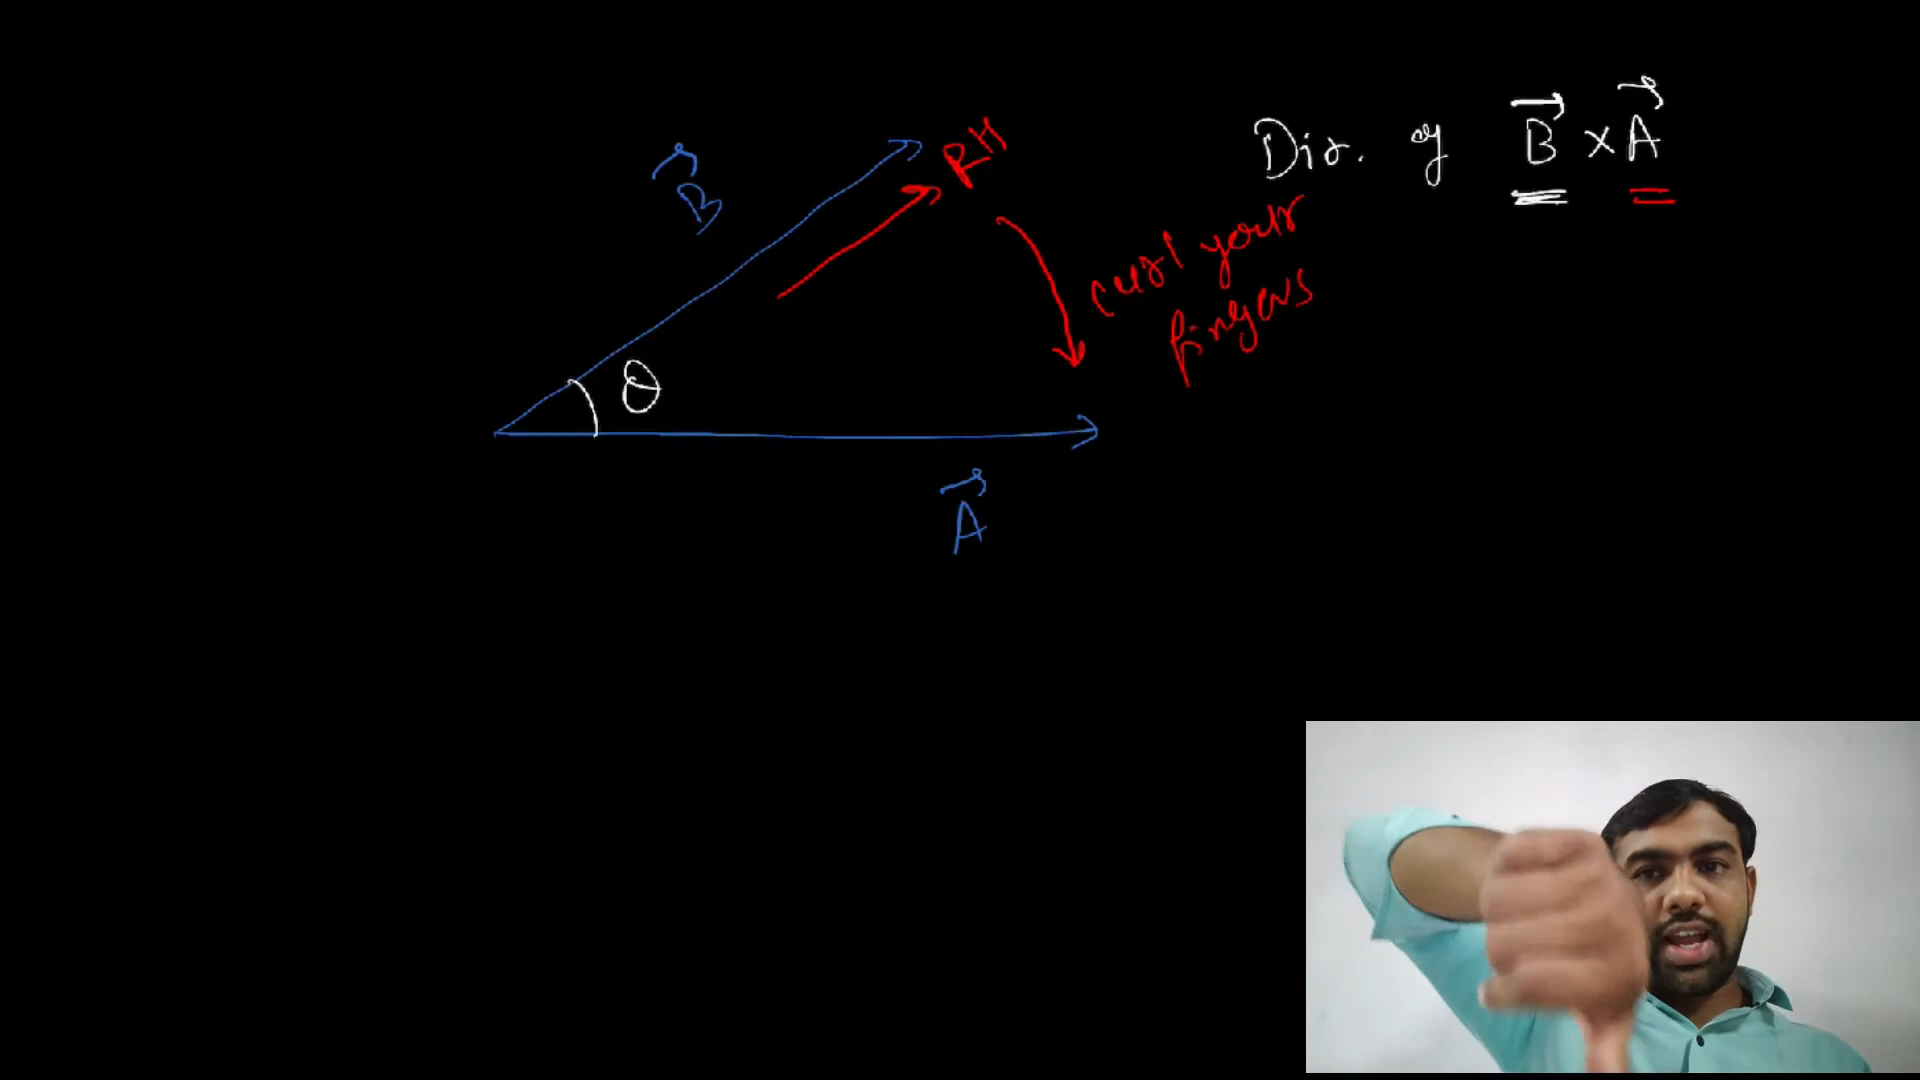 Dir. of B⃗ × A⃗
B⃗
RH
curl your
fingers
θ
A⃗